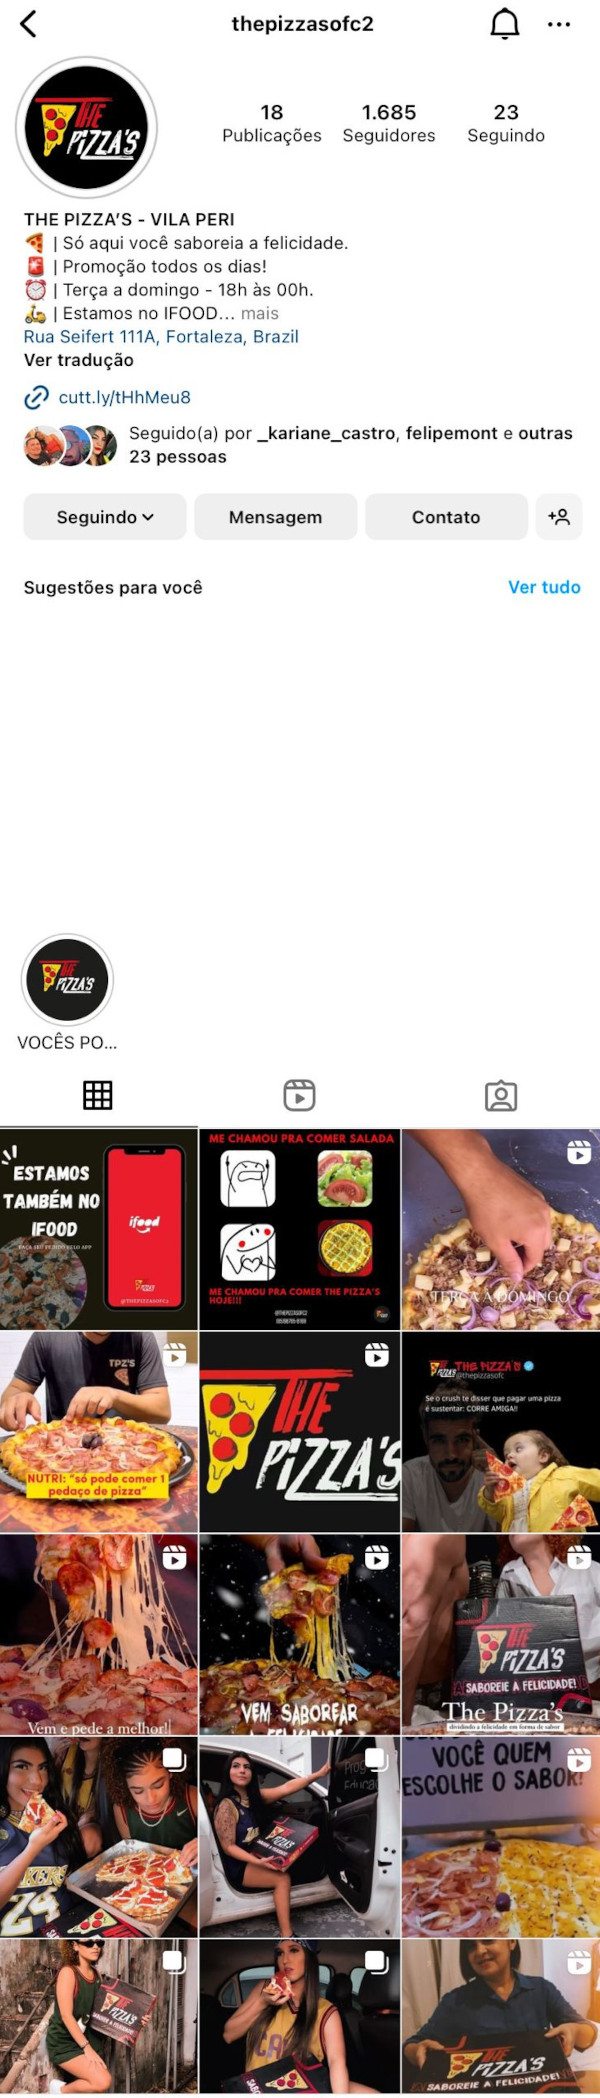 thepizzasofc2
THE PIZZA'S
18
1.685
23
Publicações
Seguidores
Seguindo
THE PIZZA'S - VILA PERI
🍕 | Só aqui você saboreia a felicidade.
🚨 | Promoção todos os dias!
⏰ | Terça a domingo - 18h às 00h.
🛵 | Estamos no IFOOD... mais
Rua Seifert 111A, Fortaleza, Brazil
Ver tradução
cutt.ly/tHhMeu8
Seguido(a) por _kariane_castro, felipemont e outras
23 pessoas
Seguindo
Mensagem
Contato
Sugestões para você
Ver tudo
THE PIZZA'S
VOCÊS PO...
ESTAMOS
TAMBÉM NO
IFOOD
FAÇA SEU PEDIDO PELO APP
ifood
@THEPIZZASOFC2
ME CHAMOU PRA COMER SALADA
ME CHAMOU PRA COMER THE PIZZA'S
HOJE!!!
@THEPIZZASOFC2
TERÇA A DOMINGO
TPZ'S
NUTRI: "só pode comer 1
pedaço de pizza"
THE
PIZZA'S
THE PIZZA'S
@thepizzasofc
Se o crush te disser que pagar uma pizza
é sustentar: CORRE AMIGA!!
Vem e pede a melhor!!
VEM SABOREAR
FELICIDADE
THE
PIZZA'S
SABOREIE A FELICIDADE!
The Pizza's
dividindo a felicidade em forma de sabor
KERS
24
THE PIZZA'S
VOCÊ QUEM
ESCOLHE O SABOR!
THE PIZZA'S
THE
PIZZA'S
SABOREIE A FELICIDADE!